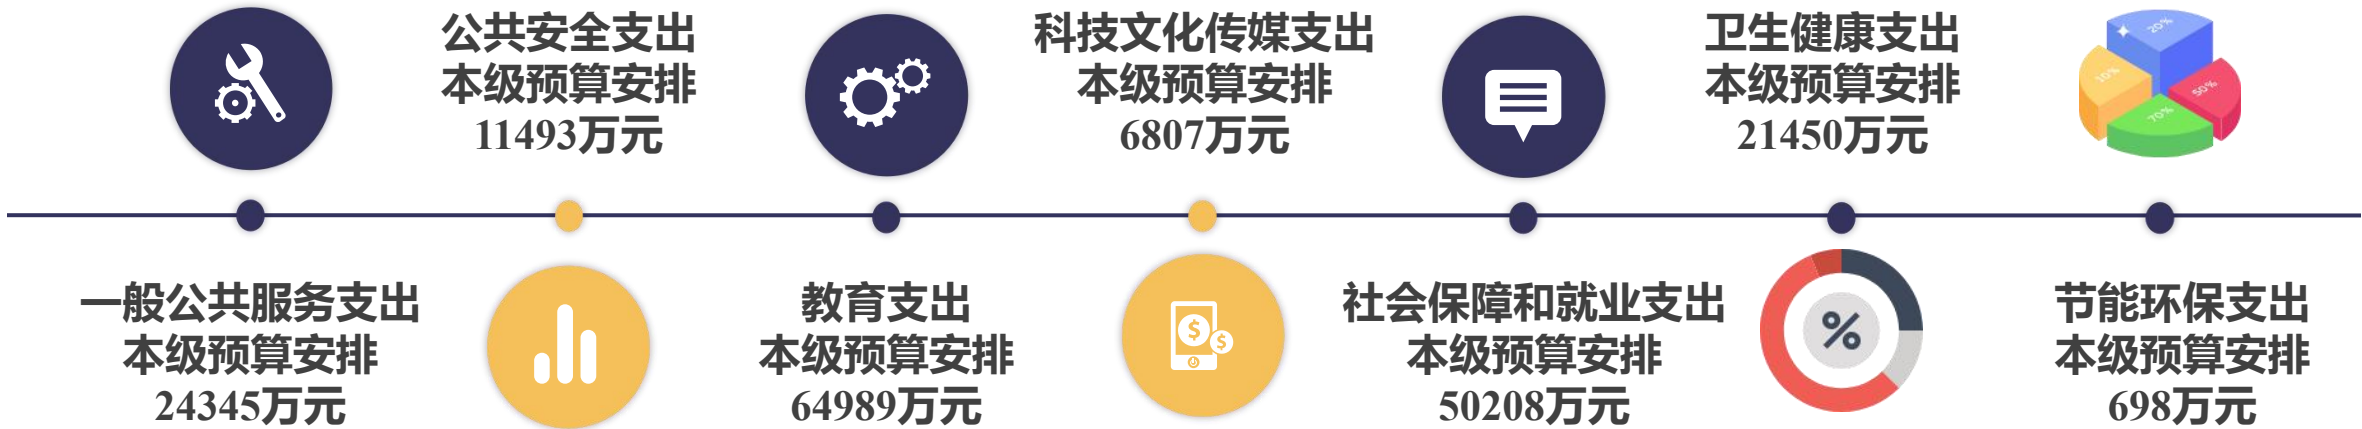 公共安全支出
本级预算安排
11493万元
科技文化传媒支出
本级预算安排
6807万元
卫生健康支出
本级预算安排
21450万元
20%
10%
50%
70%
一般公共服务支出
本级预算安排
24345万元
教育支出
本级预算安排
64989万元
$
$
社会保障和就业支出
本级预算安排
50208万元
%
节能环保支出
本级预算安排
698万元